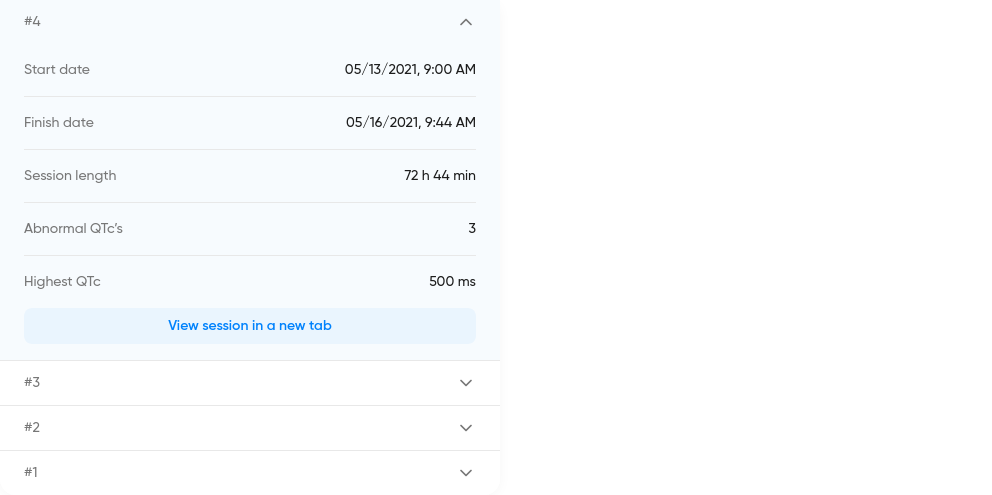 #4
Start date 05/13/2021, 9:00 AM
Finish date 05/16/2021, 9:44 AM
Session length 72 h 44 min
Abnormal QTc's 3
Highest QTc 500 ms
View session in a new tab
#3
#2
#1